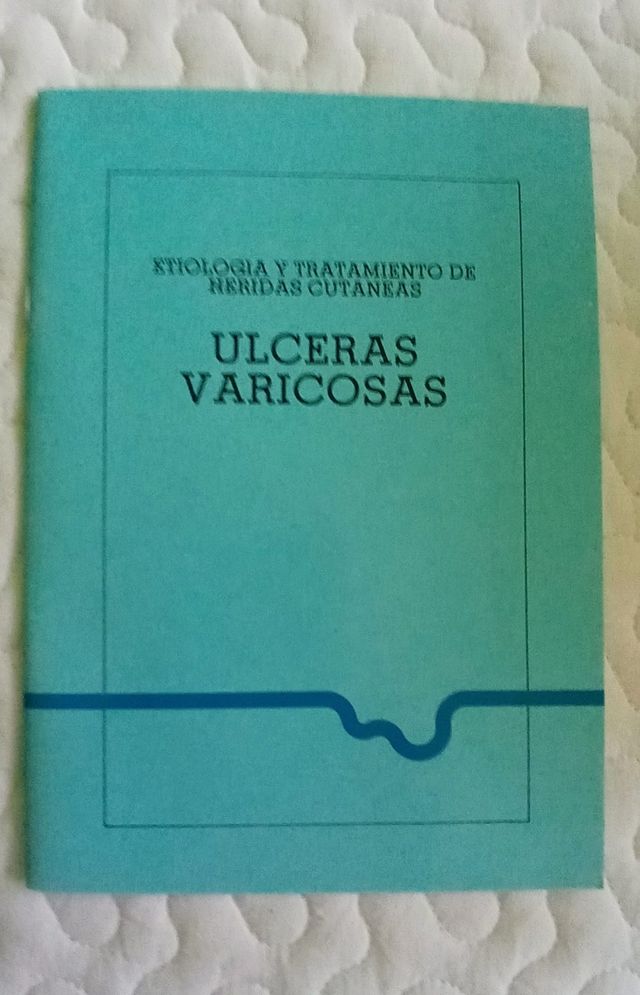 ETIOLOGIA Y TRATAMIENTO DE
HERIDAS CUTANEAS
ULCERAS
VARICOSAS